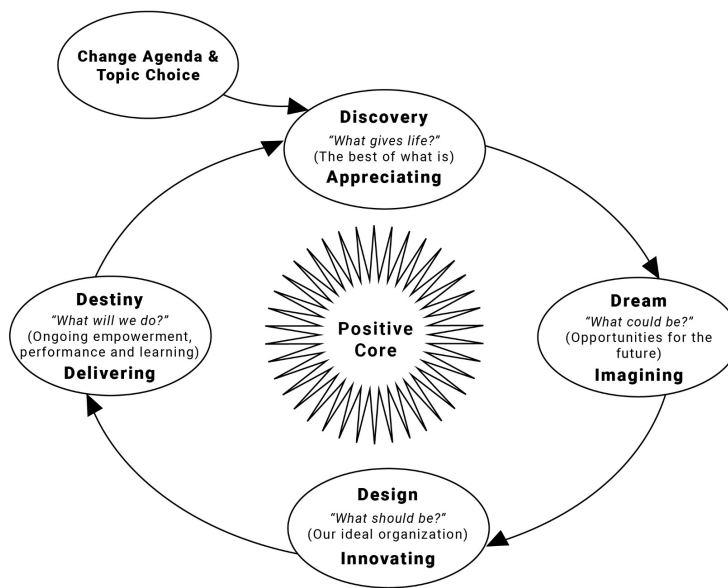 Change Agenda &
Topic Choice
Discovery
"What gives life?"
(The best of what is)
Appreciating
Dream
"What could be?"
(Opportunities for the
future)
Imagining
Design
"What should be?"
(Our ideal organization)
Innovating
Destiny
"What will we do?"
(Ongoing empowerment,
performance and learning)
Delivering
Positive
Core